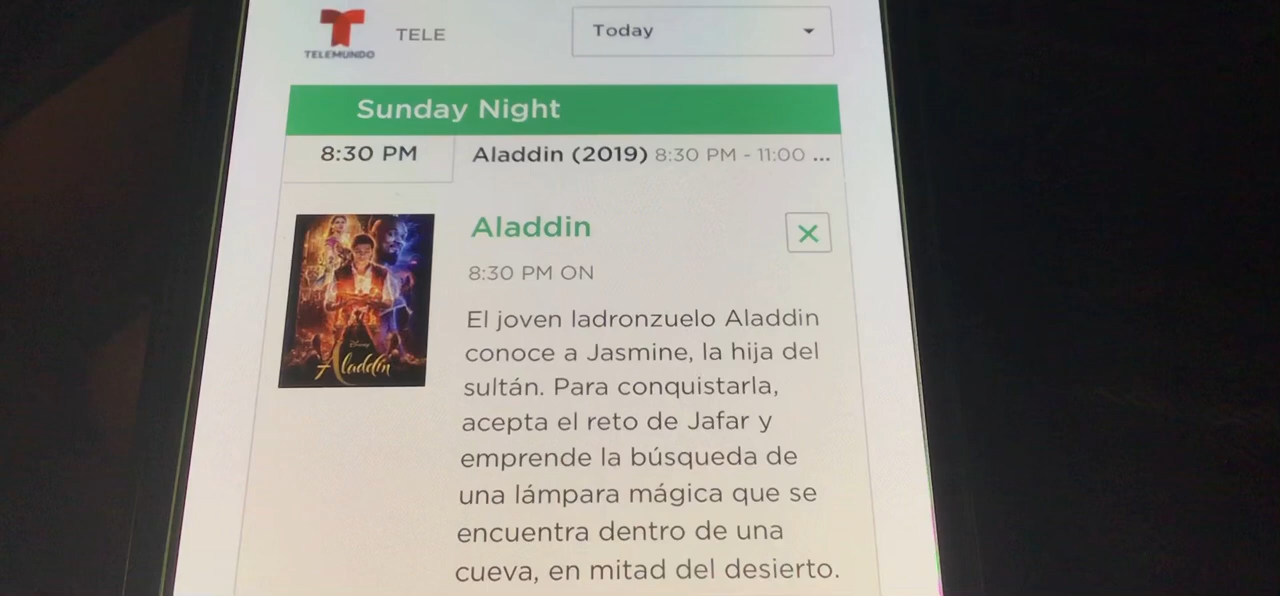 TELEMUNDO
TELE
Today
Sunday Night
8:30 PM
Aladdin (2019) 8:30 PM - 11:00 ...
Aladdin
8:30 PM ON
El joven ladronzuelo Aladdin
conoce a Jasmine, la hija del
sultán. Para conquistarla,
acepta el reto de Jafar y
emprende la búsqueda de
una lámpara mágica que se
encuentra dentro de una
cueva, en mitad del desierto.
Disney
Aladdin